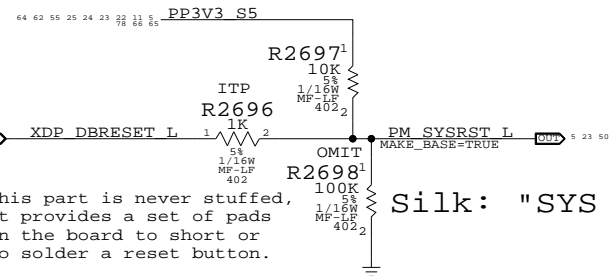 64 62 55 25 24 23 22 11 5
78 66 65
PP3V3_S5
R2697 1
10K
5%
1/16W
MF-LF
402 2
ITP
R2696
1 1K 2
5%
1/16W
MF-LF
402
XDP_DBRESET_L
PM_SYSRST_L
MAKE_BASE=TRUE
OUT
5 23 50
OMIT
R2698 1
100K
5%
1/16W
MF-LF
402 2
Silk: "SYS
his part is never stuffed,
t provides a set of pads
n the board to short or
o solder a reset button.